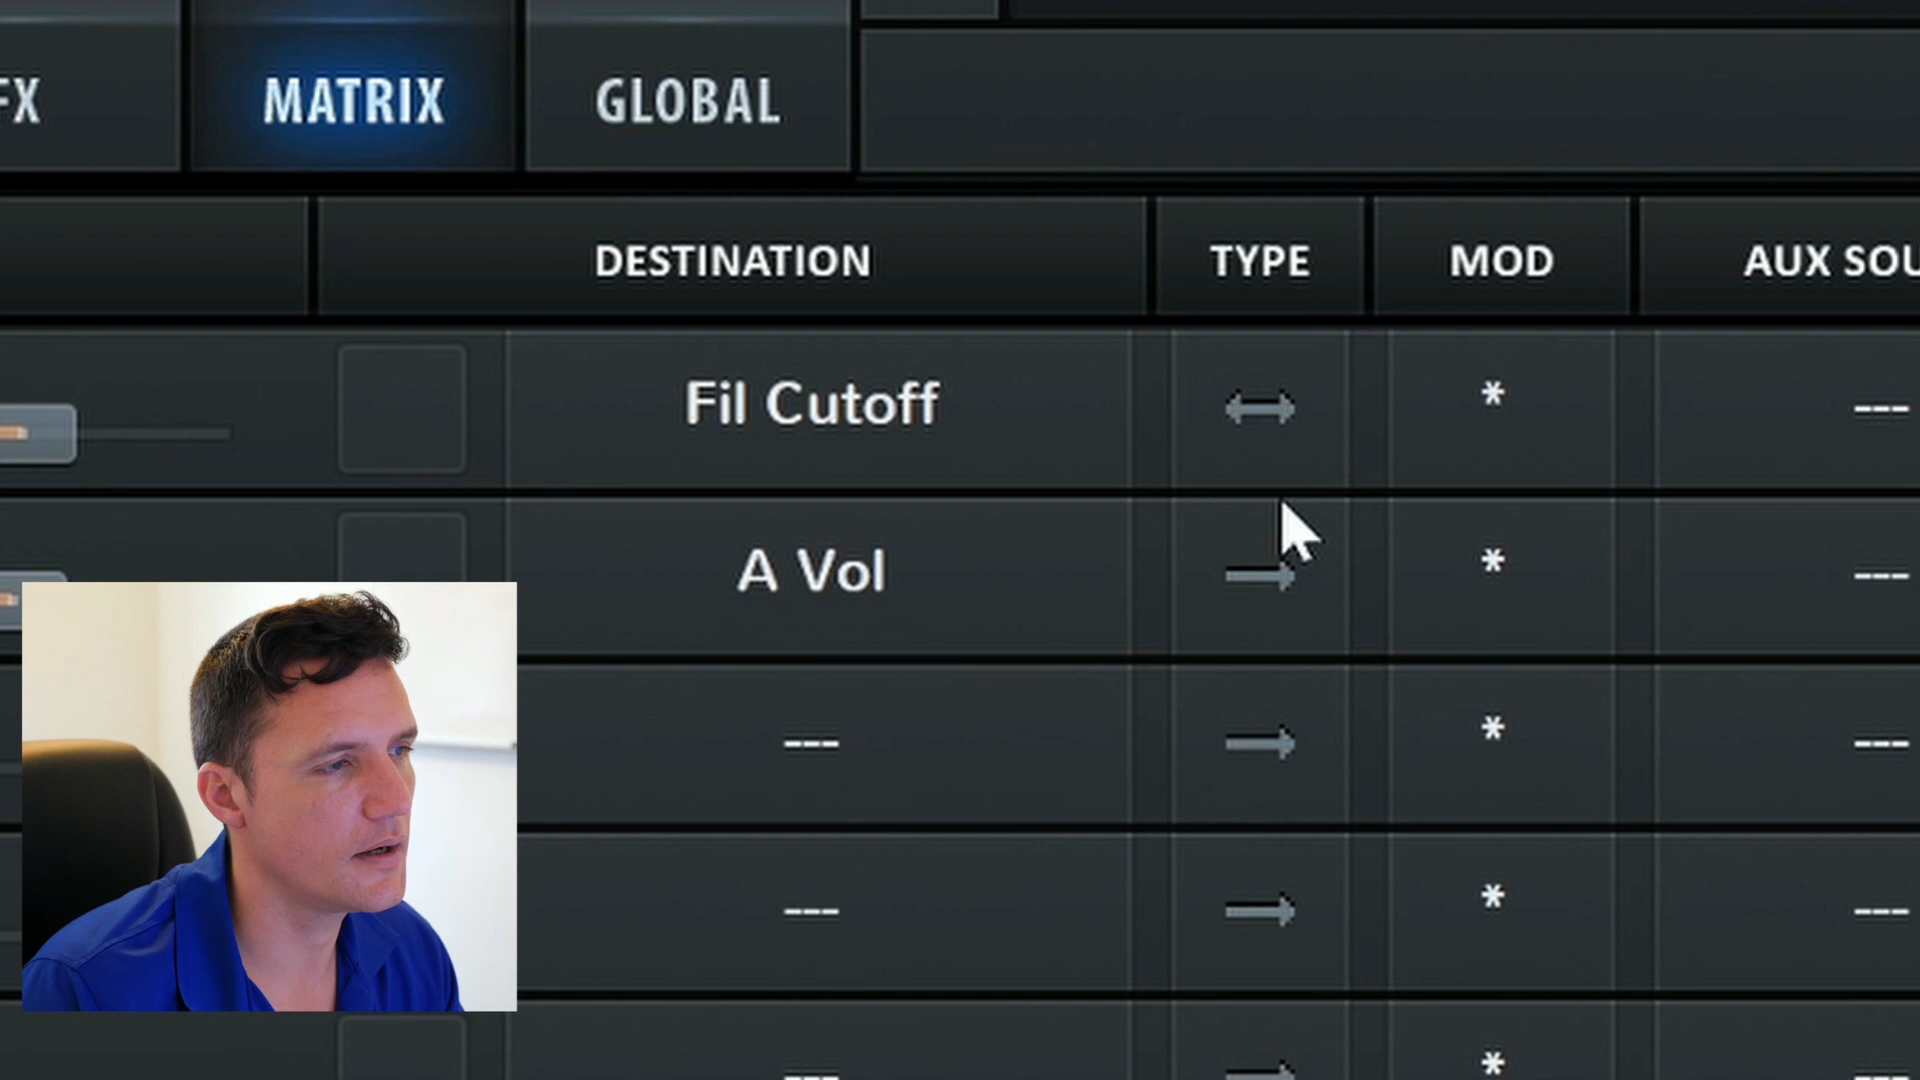 FX MATRIX GLOBAL
DESTINATION TYPE MOD AUX SOU
Fil Cutoff * ---
A Vol * ---
--- * ---
--- * ---
--- * ---